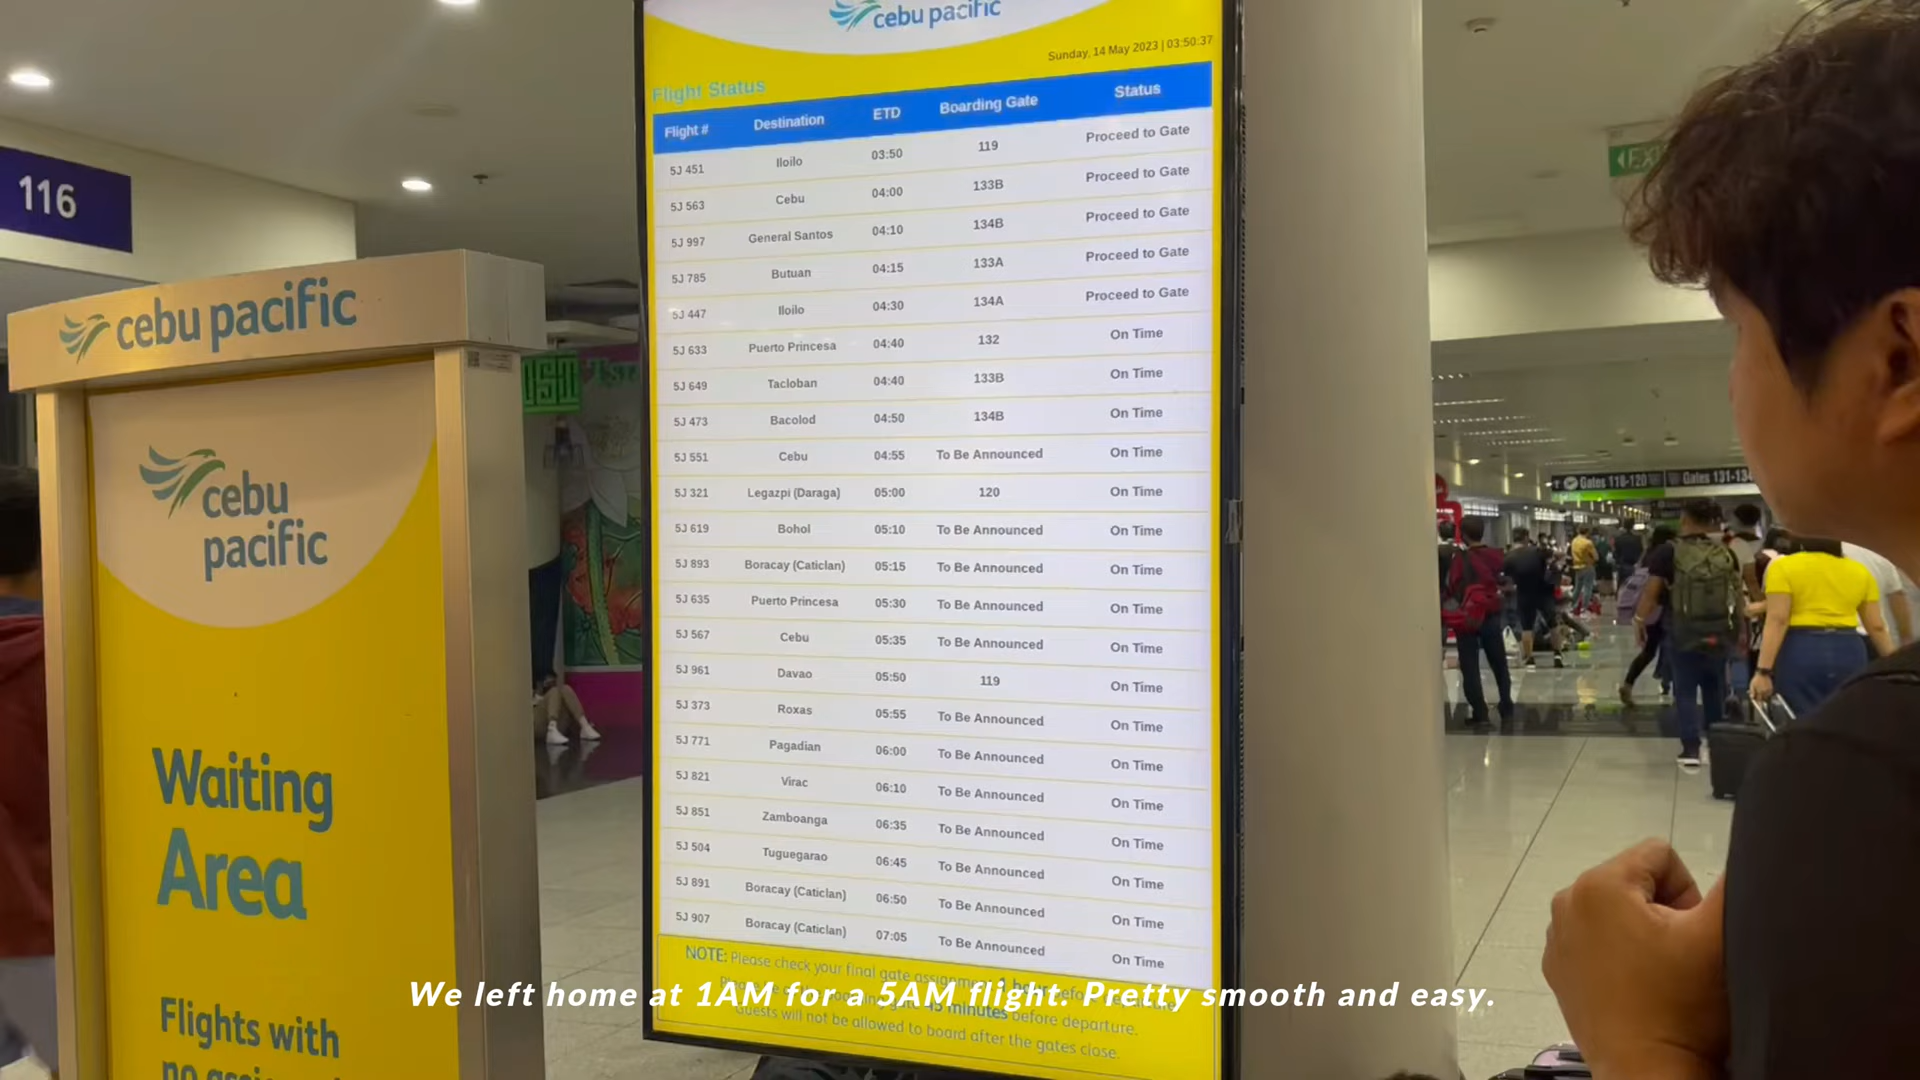 cebu pacific
Sunday, 14 May 2023 | 03:50:37
Flight Status
Flight # Destination ETD Boarding Gate Status
5J 451 Iloilo 03:50 119 Proceed to Gate
5J 563 Cebu 04:00 133B Proceed to Gate
5J 997 General Santos 04:10 134B Proceed to Gate
5J 785 Butuan 04:15 133A Proceed to Gate
5J 447 Iloilo 04:30 134A Proceed to Gate
5J 633 Puerto Princesa 04:40 132 On Time
5J 649 Tacloban 04:40 133B On Time
5J 473 Bacolod 04:50 134B On Time
5J 551 Cebu 04:55 To Be Announced On Time
5J 321 Legazpi (Daraga) 05:00 120 On Time
5J 619 Bohol 05:10 To Be Announced On Time
5J 893 Boracay (Caticlan) 05:15 To Be Announced On Time
5J 635 Puerto Princesa 05:30 To Be Announced On Time
5J 567 Cebu 05:35 To Be Announced On Time
5J 961 Davao 05:50 119 On Time
5J 373 Roxas 05:55 To Be Announced On Time
5J 771 Pagadian 06:00 To Be Announced On Time
5J 821 Virac 06:10 To Be Announced On Time
5J 851 Zamboanga 06:35 To Be Announced On Time
5J 504 Tuguegarao 06:45 To Be Announced On Time
5J 891 Boracay (Caticlan) 06:50 To Be Announced On Time
5J 907 Boracay (Caticlan) 07:05 To Be Announced On Time
NOTE: Please check your final gate assignment 1 hour before
45 minutes before departure.
Guests will not be allowed to board after the gates close.
116
cebu pacific
cebu
pacific
Waiting
Area
Flights with
no
EXIT
Gates 118-120
Gates 131-134
We left home at 1AM for a 5AM flight. Pretty smooth and easy.